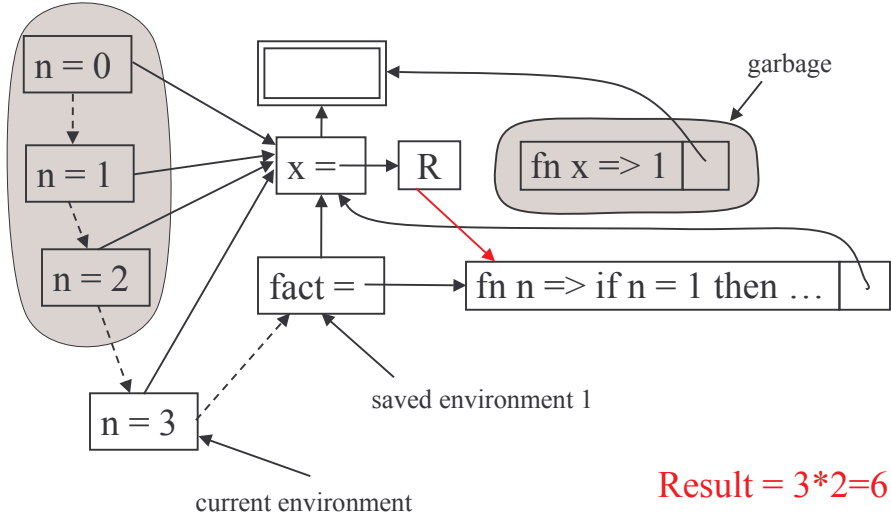 n = 0
garbage
n = 1
x =
R
fn x => 1
n = 2
fact =
fn n => if n = 1 then …
saved environment 1
n = 3
Result = 3*2=6
current environment